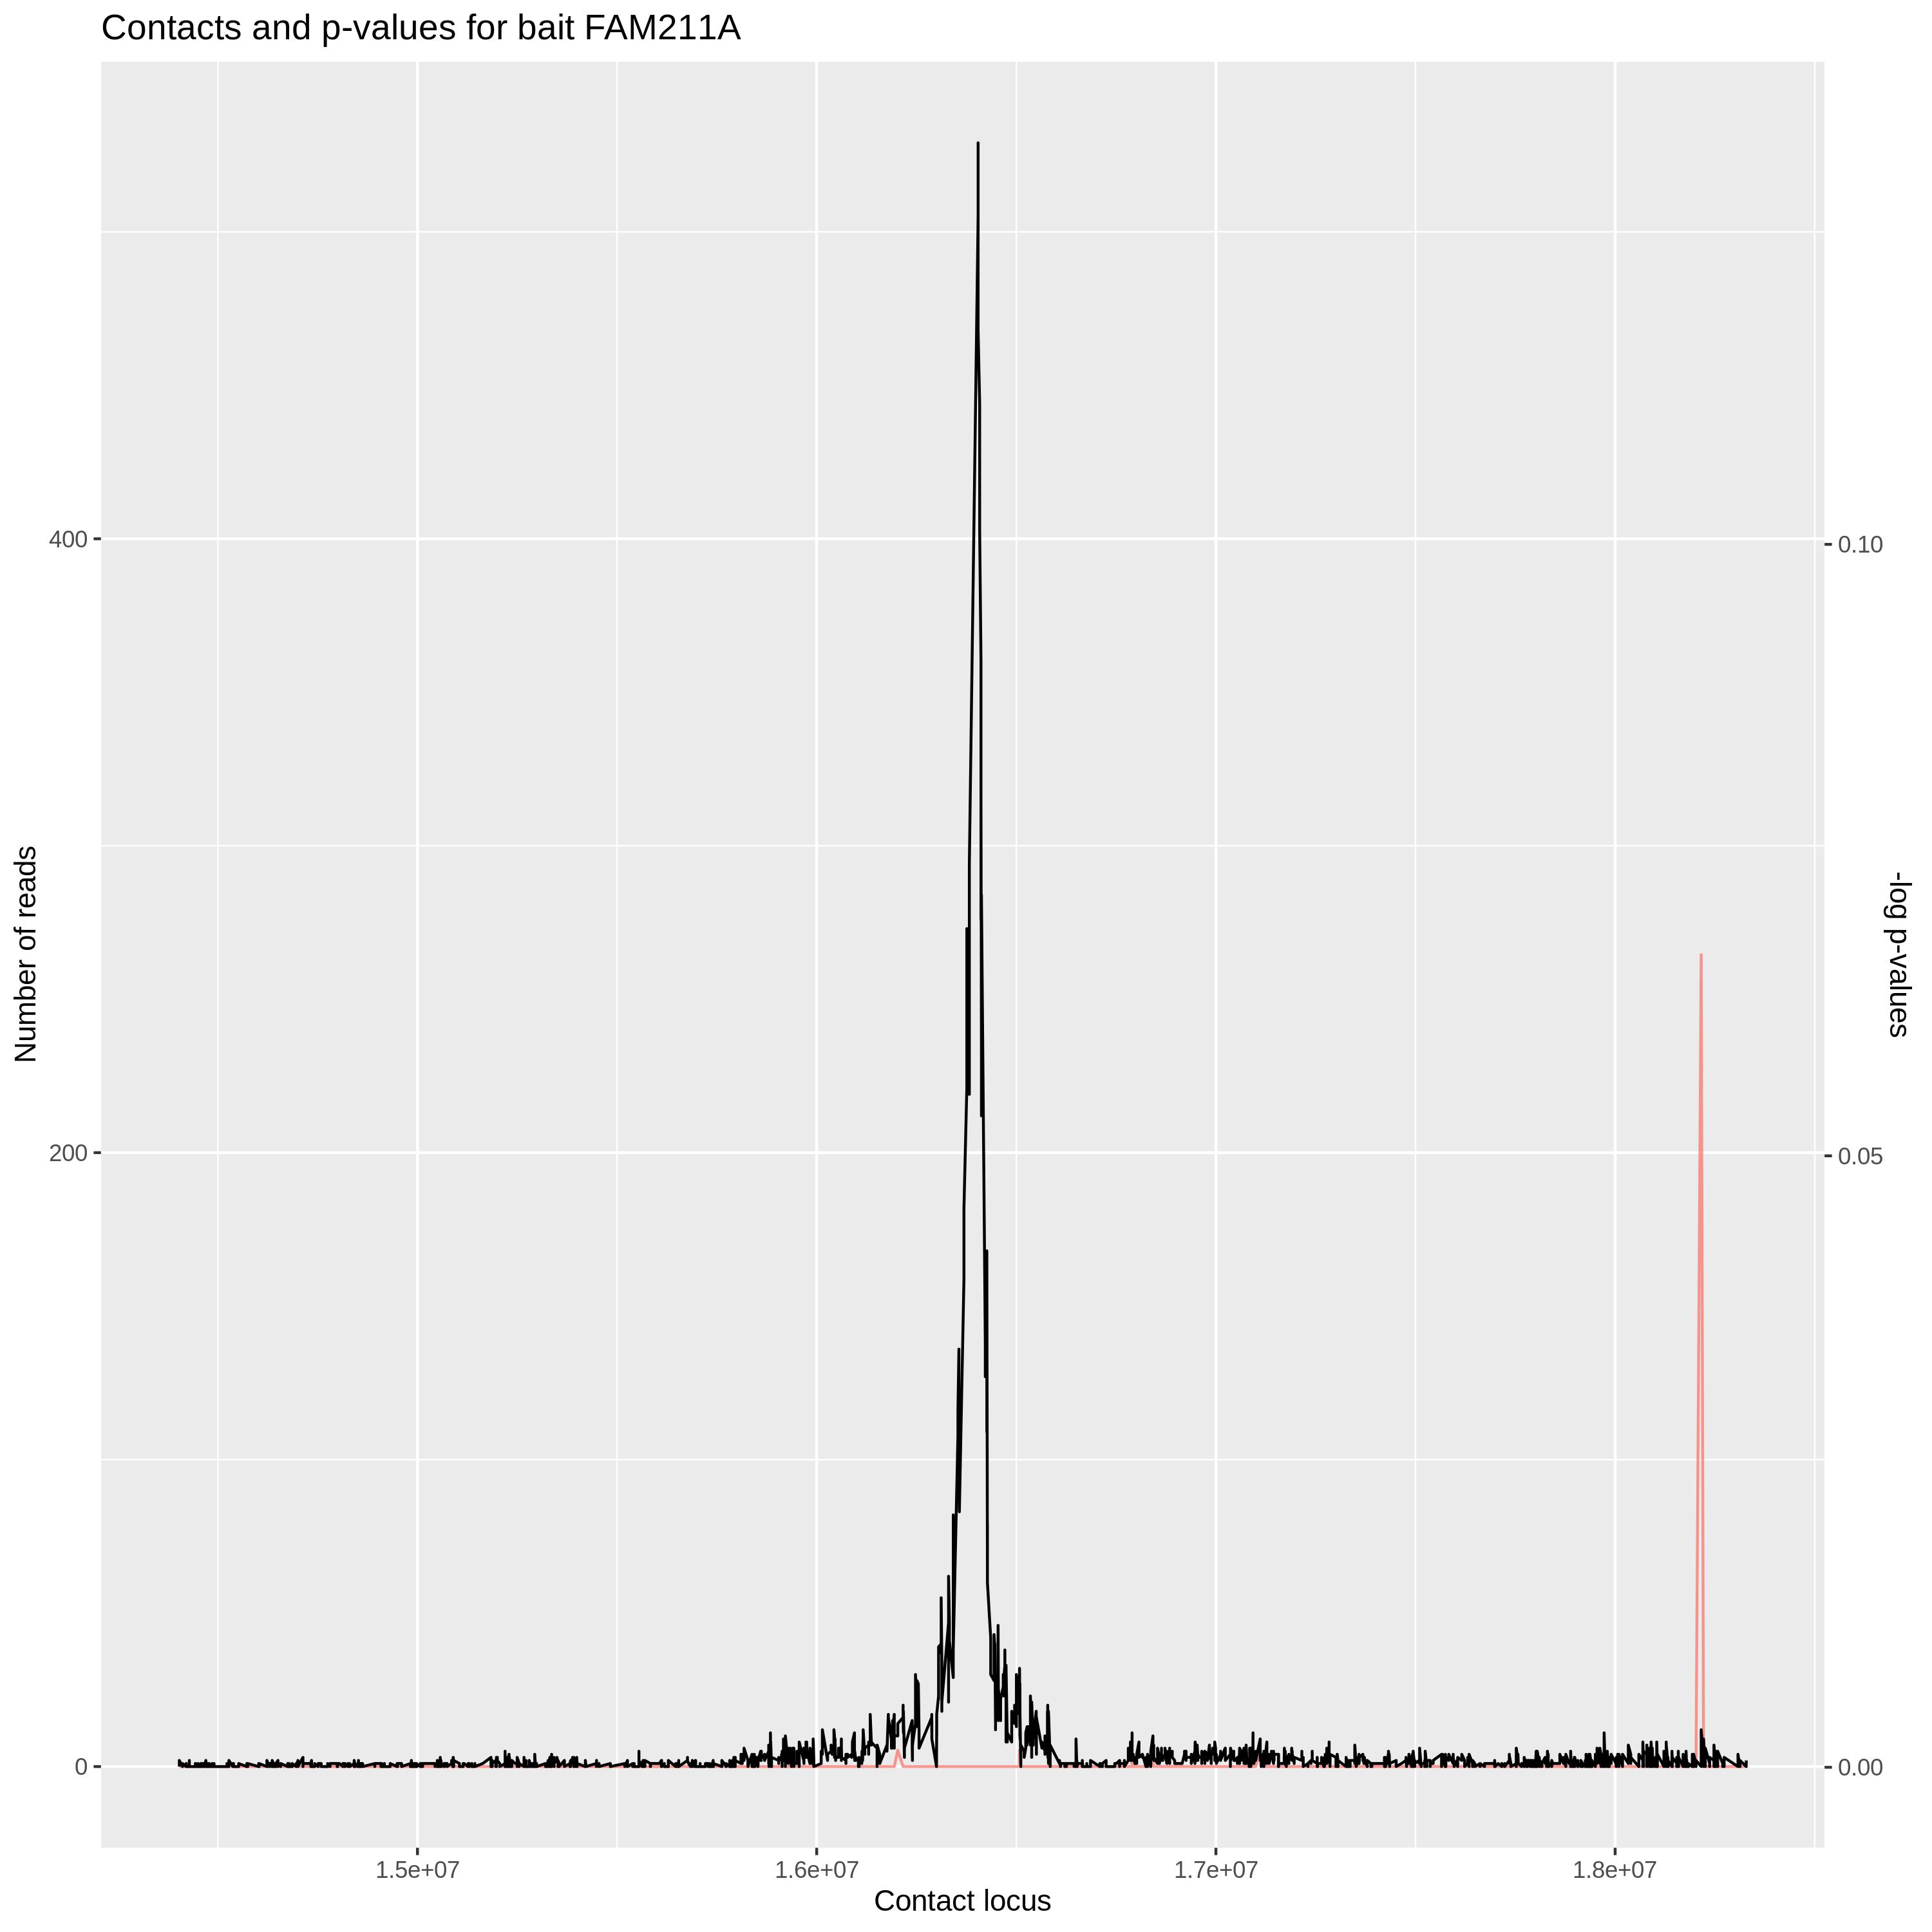 Contacts and p-values for bait FAM211A
Number of reads
400
200
0
0.10
0.05
0.00
-log p-values
1.5e+07
1.6e+07
1.7e+07
1.8e+07
Contact locus